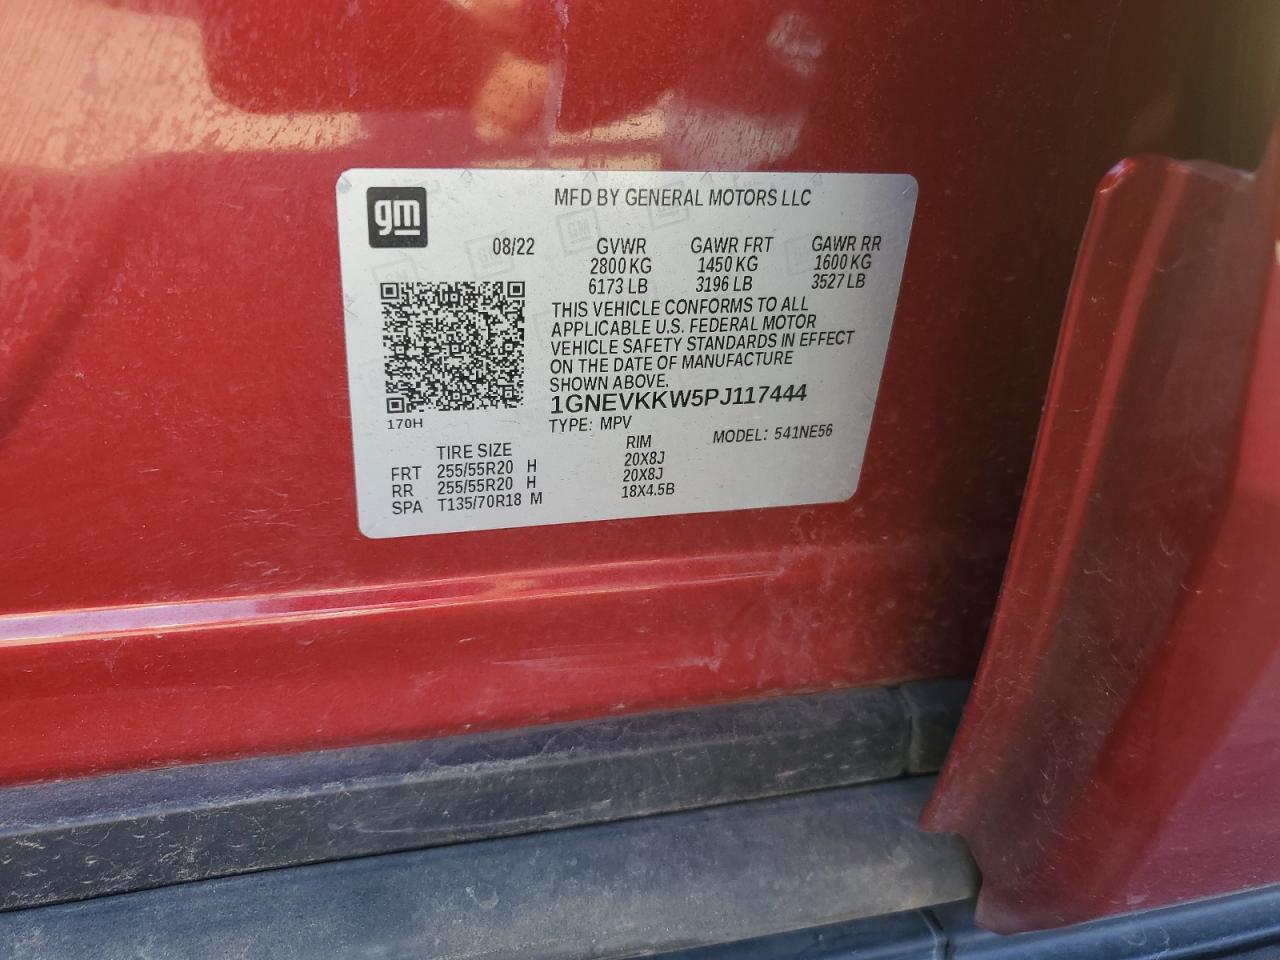 gm
MFD BY GENERAL MOTORS LLC
08/22 GVWR GAWR FRT GAWR RR
2800 KG 1450 KG 1600 KG
6173 LB 3196 LB 3527 LB
THIS VEHICLE CONFORMS TO ALL
APPLICABLE U.S. FEDERAL MOTOR
VEHICLE SAFETY STANDARDS IN EFFECT
ON THE DATE OF MANUFACTURE
SHOWN ABOVE.
1GNEVKKW5PJ117444
170H
TYPE: MPV MODEL: 541NE56
TIRE SIZE RIM
FRT 255/55R20 H 20X8J
RR 255/55R20 H 20X8J
SPA T135/70R18 M 18X4.5B